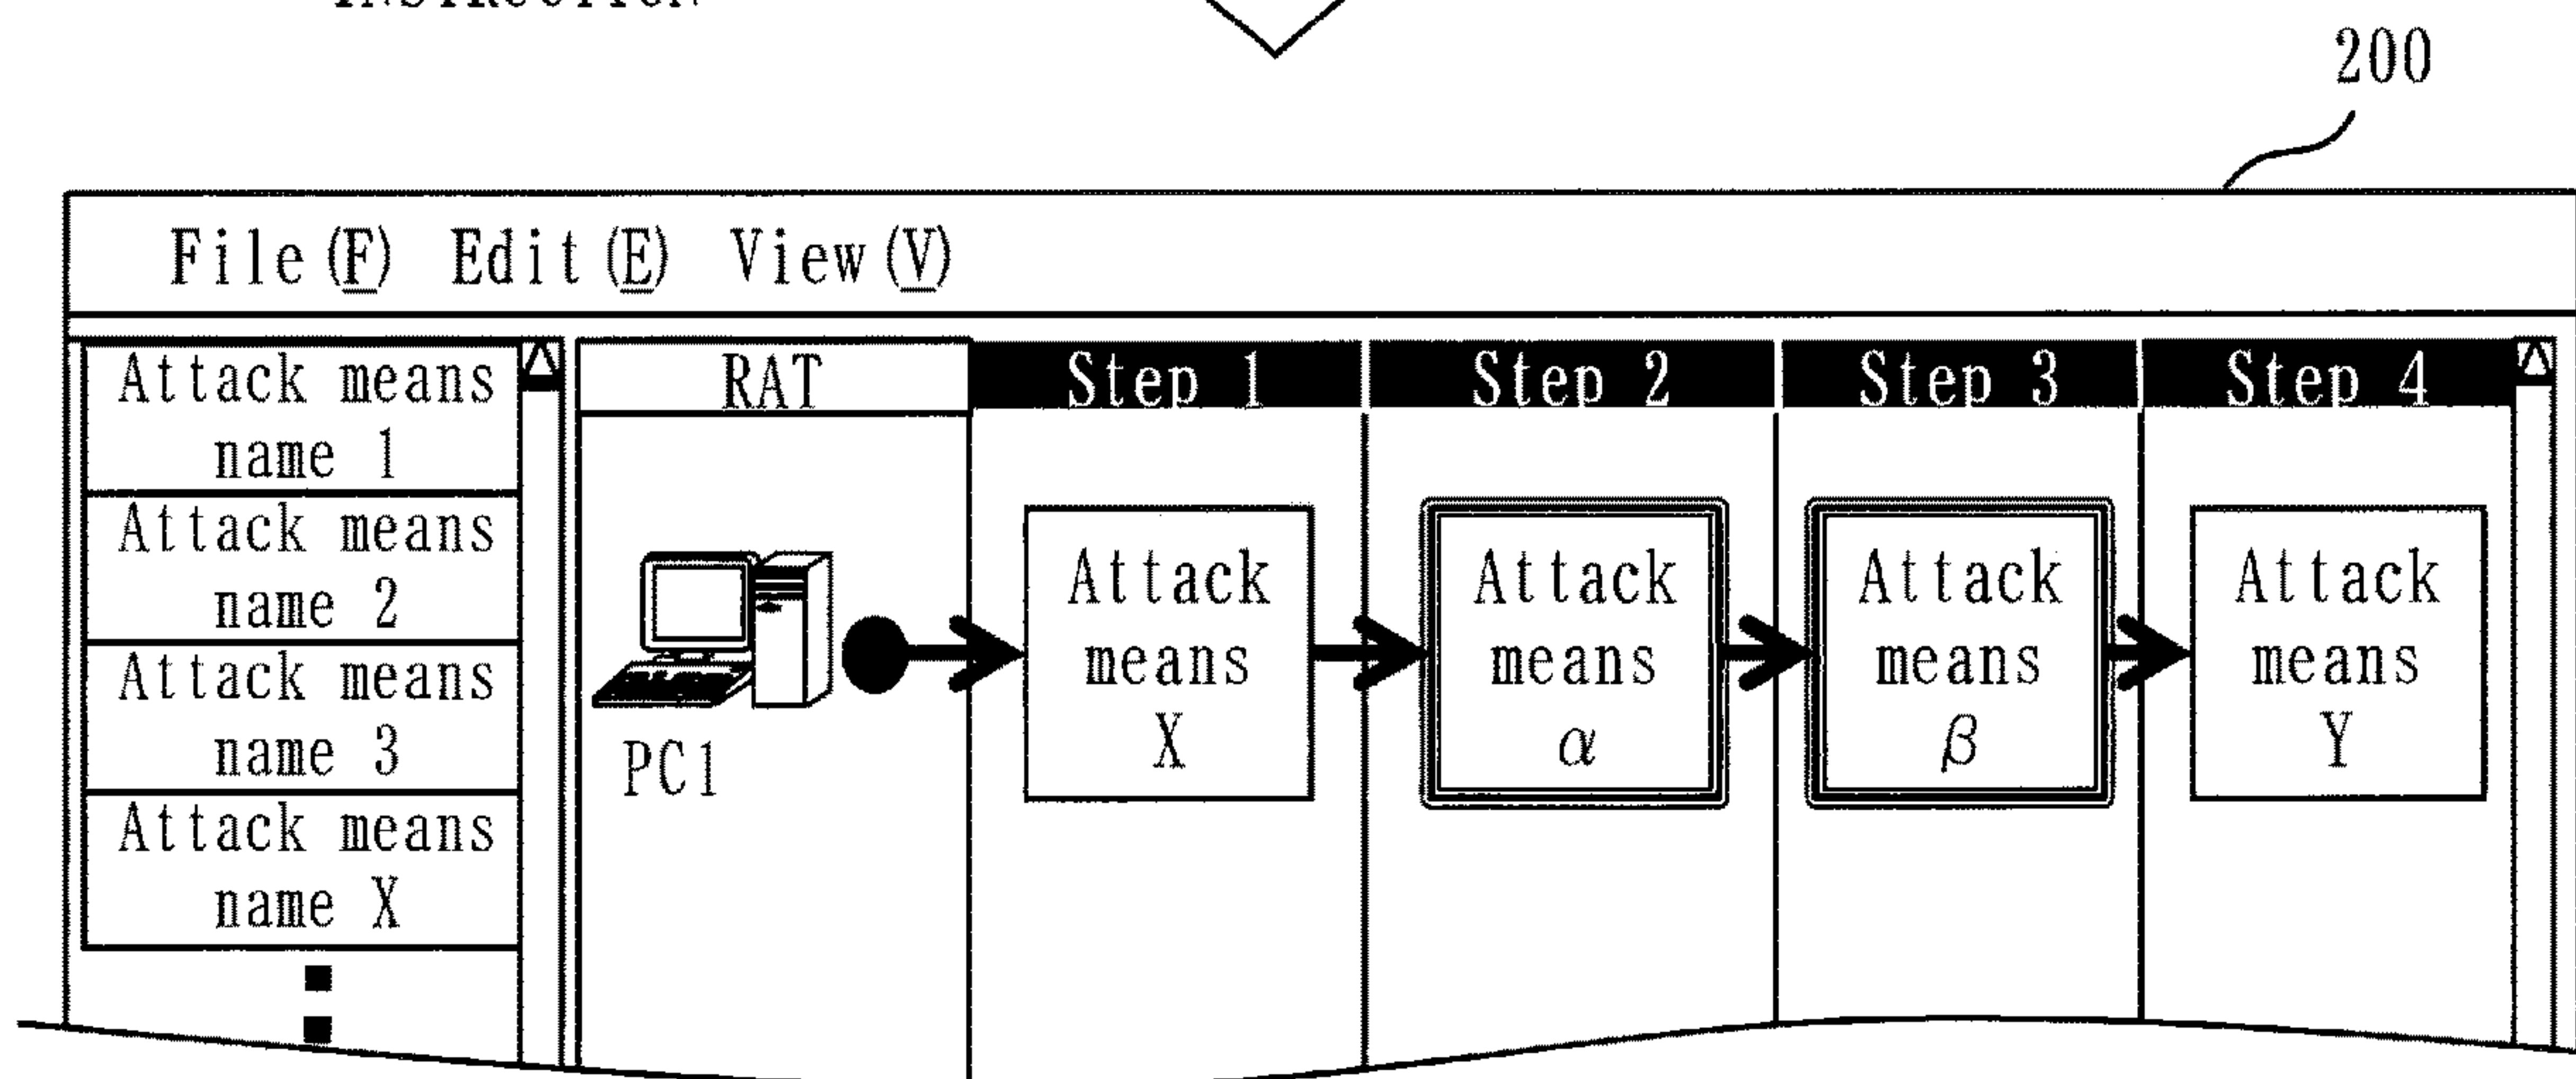 200
File(F) Edit(E) View(V)
Attack means
name 1
Attack means
name 2
Attack means
name 3
Attack means
name X
RAT
Step 1
Step 2
Step 3
Step 4
PC1
Attack
means
X
Attack
means
α
Attack
means
β
Attack
means
Y